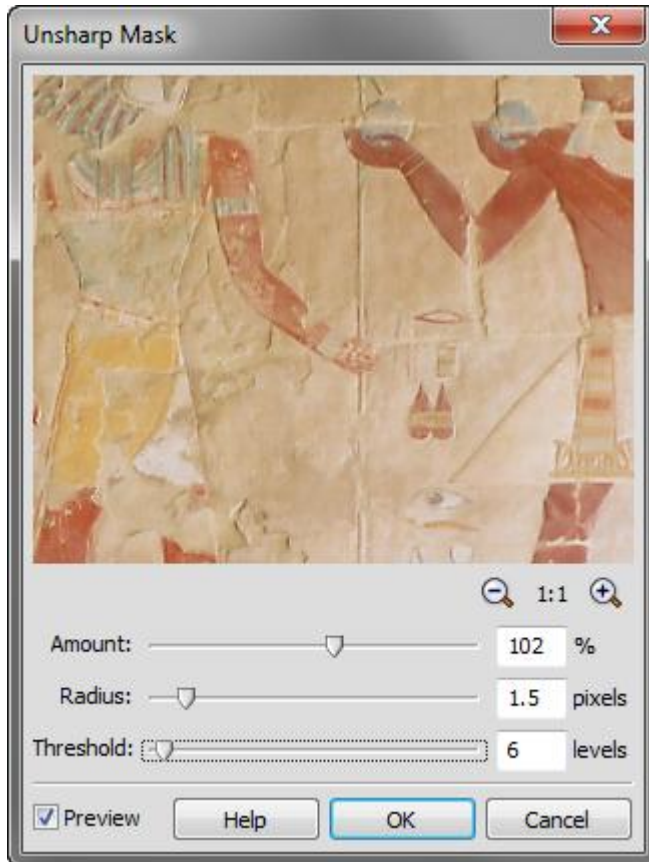 Unsharp Mask
1:1
Amount: 102 %
Radius: 1.5 pixels
Threshold: 6 levels
Preview Help OK Cancel